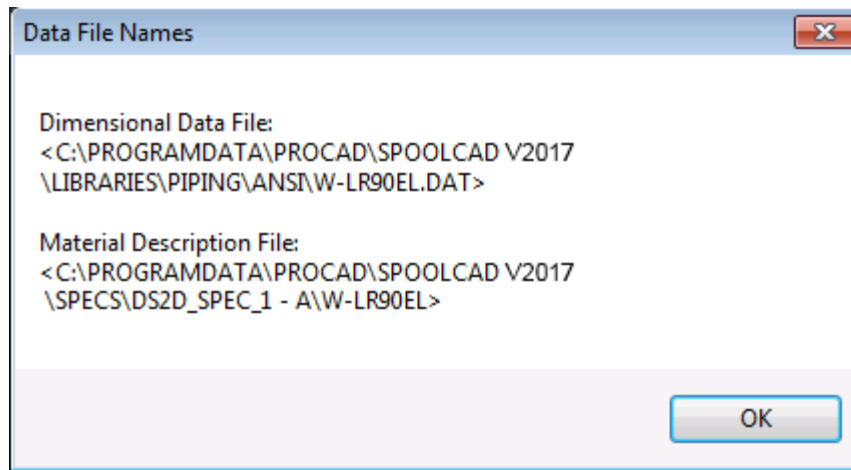 Data File Names
Dimensional Data File:
<C:\PROGRAMDATA\PROCAD\SPOOLCAD V2017
\LIBRARIES\PIPING\ANSI\W-LR90EL.DAT>
Material Description File:
<C:\PROGRAMDATA\PROCAD\SPOOLCAD V2017
\SPECS\DS2D_SPEC_1 - A\W-LR90EL>
OK